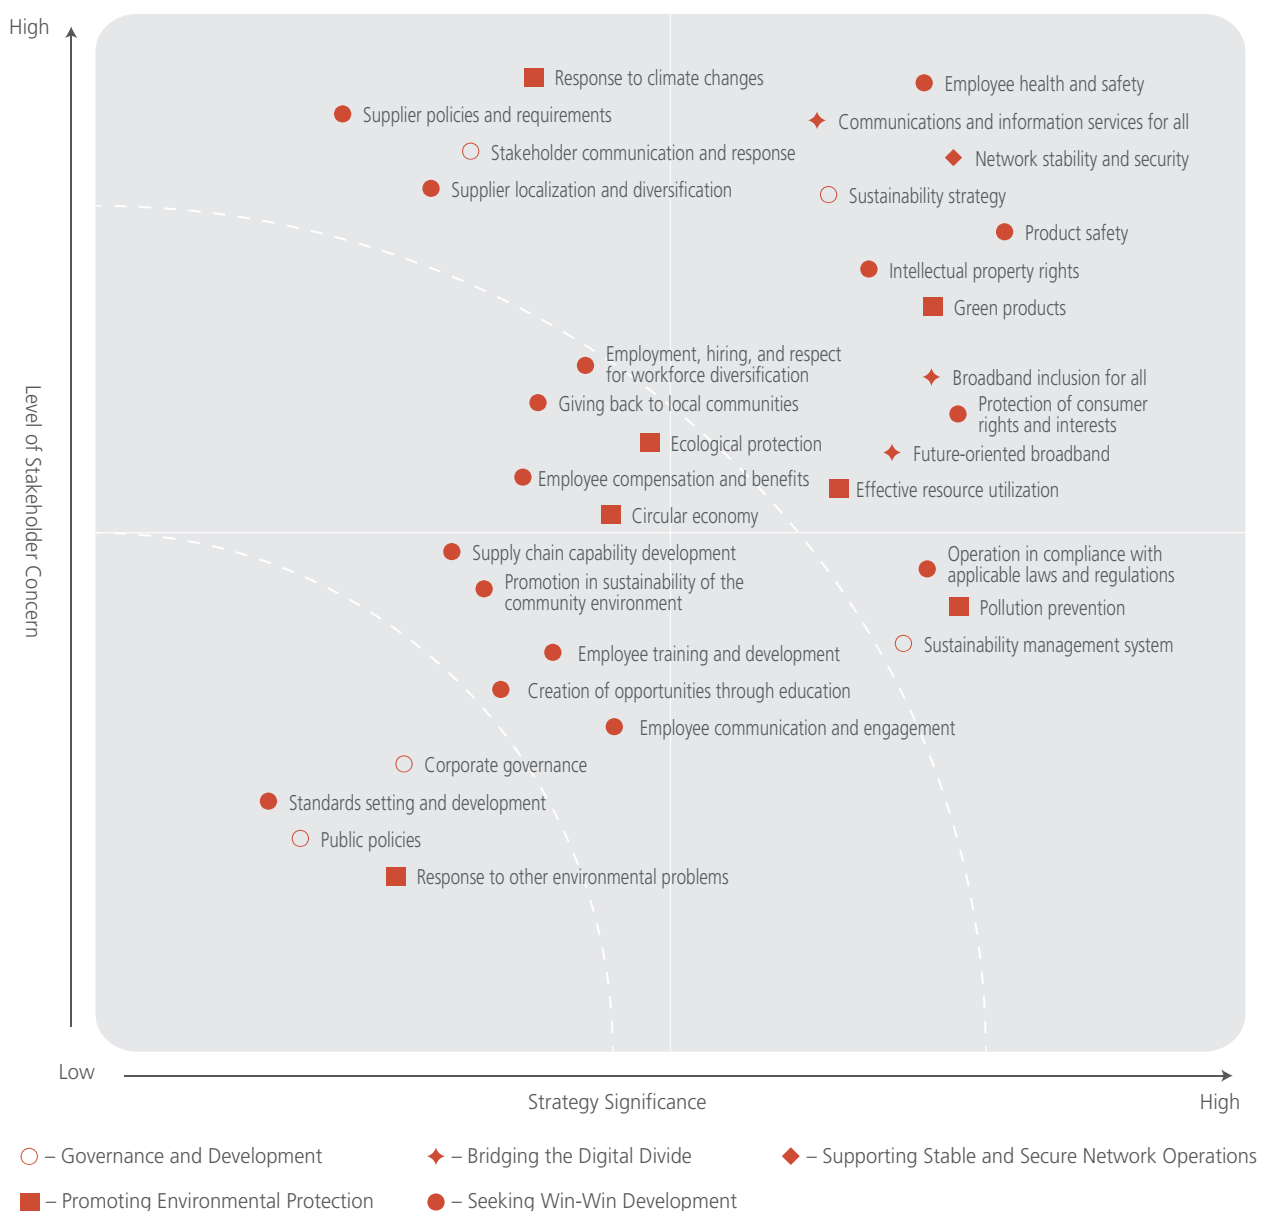 High
Response to climate changes
Employee health and safety
Supplier policies and requirements
Communications and information services for all
Stakeholder communication and response
Network stability and security
Supplier localization and diversification
Sustainability strategy
Product safety
Intellectual property rights
Green products
Employment, hiring, and respect
for workforce diversification
Broadband inclusion for all
Giving back to local communities
Protection of consumer
rights and interests
Ecological protection
Future-oriented broadband
Employee compensation and benefits
Effective resource utilization
Circular economy
Level of Stakeholder Concern
Supply chain capability development
Operation in compliance with
applicable laws and regulations
Promotion in sustainability of the
community environment
Pollution prevention
Sustainability management system
Employee training and development
Creation of opportunities through education
Employee communication and engagement
Corporate governance
Standards setting and development
Public policies
Response to other environmental problems
Low
Strategy Significance
High
– Governance and Development
– Bridging the Digital Divide
– Supporting Stable and Secure Network Operations
– Promoting Environmental Protection
– Seeking Win-Win Development